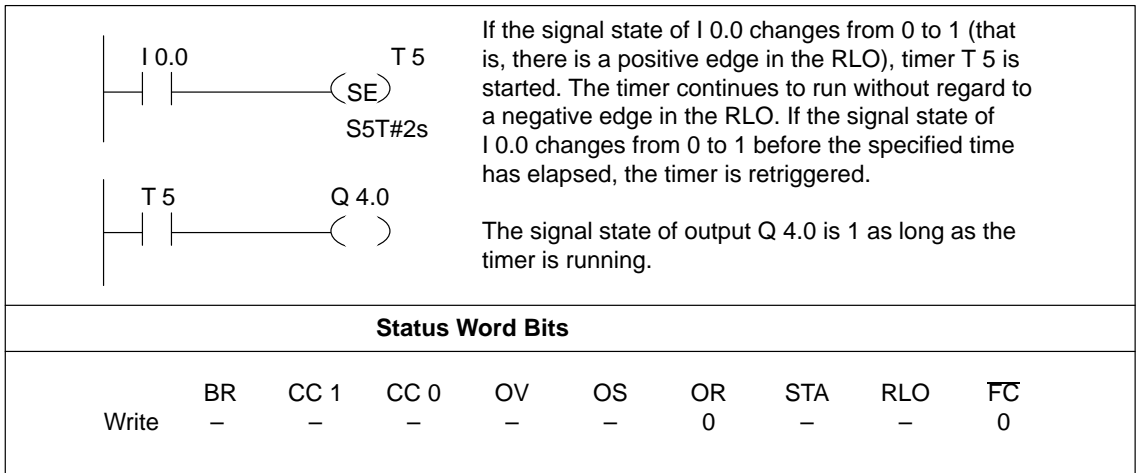 I 0.0 T 5
SE
S5T#2s
T 5 Q 4.0
If the signal state of I 0.0 changes from 0 to 1 (that
is, there is a positive edge in the RLO), timer T 5 is
started. The timer continues to run without regard to
a negative edge in the RLO. If the signal state of
I 0.0 changes from 0 to 1 before the specified time
has elapsed, the timer is retriggered.
The signal state of output Q 4.0 is 1 as long as the
timer is running.
Status Word Bits
BR CC 1 CC 0 OV OS OR STA RLO F̅C̅
Write – – – – – 0 – – 0